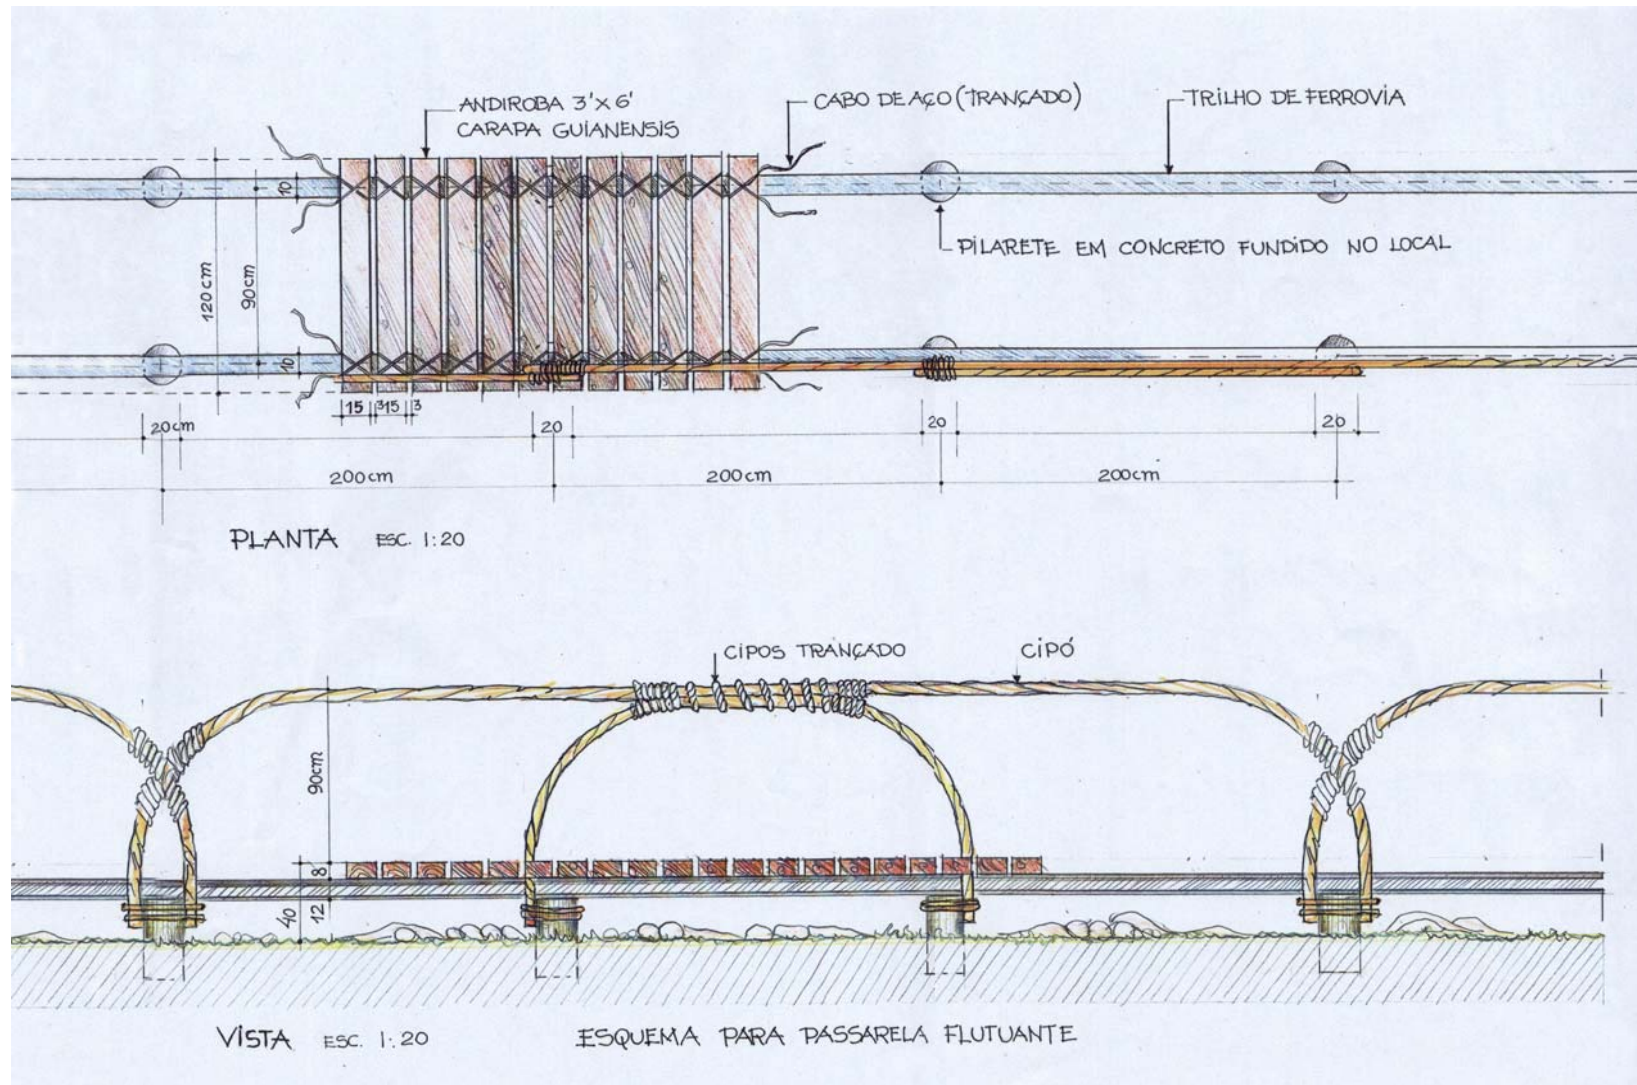 ANDIROBA 3'x 6'
CARAPA GUIANENSIS
CABO DE AÇO (TRANÇADO)
TRILHO DE FERROVIA
10
120cm
90cm
PILARETE EM CONCRETO FUNDIDO NO LOCAL
10
15 3 15 3
20cm
20
20
20
200cm
200cm
200cm
PLANTA ESC. 1:20
CIPOS TRANÇADO
CIPÓ
90cm
8
40
12
VISTA ESC. 1:20
ESQUEMA PARA PASSARELA FLUTUANTE